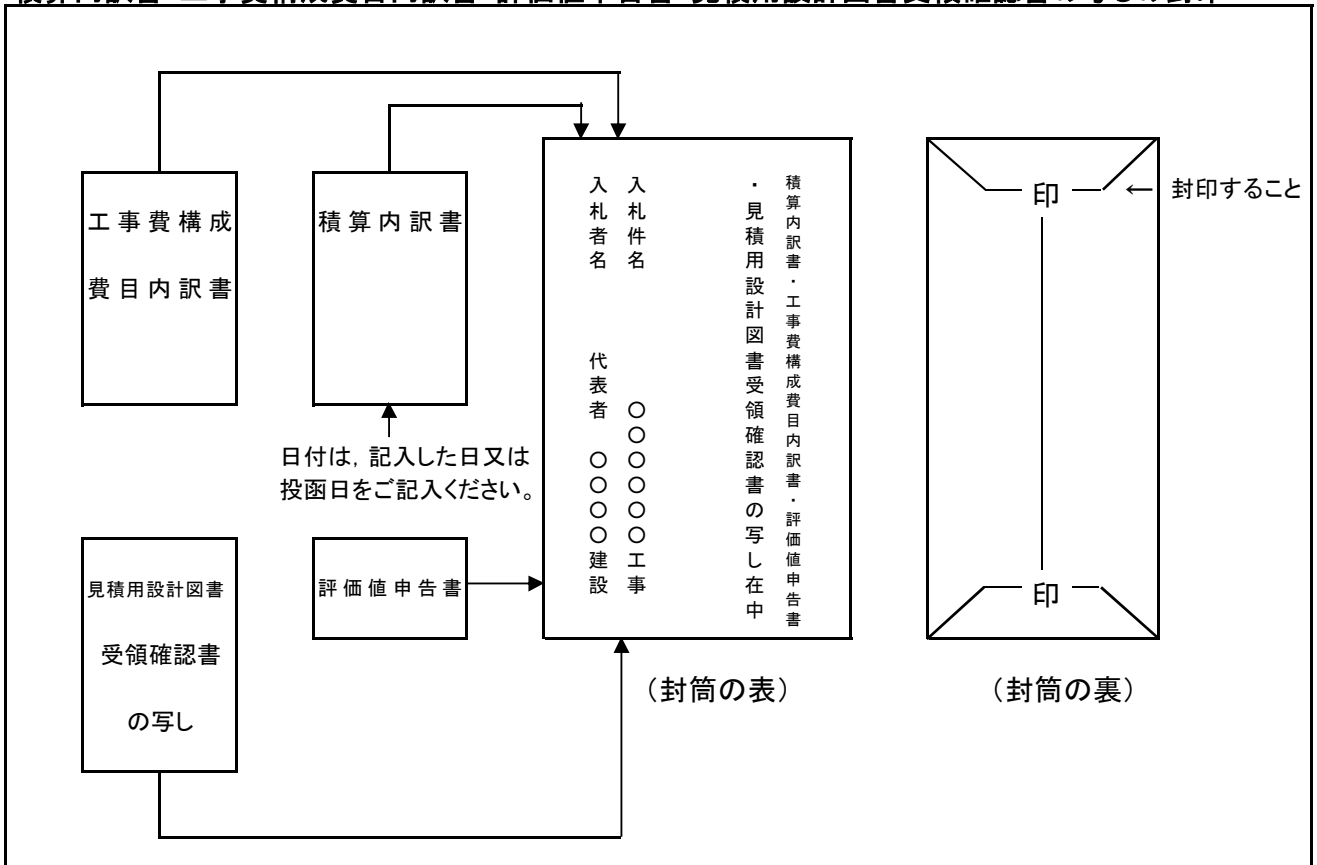 工事費構成
費目内訳書
積算内訳書
日付は，記入した日又は
投函日をご記入ください。
見積用設計図書
受領確認書
の写し
評価値申告書
積算内訳書・工事費構成費目内訳書・評価値申告書
・見積用設計図書受領確認書の写し在中
入札件名 〇〇〇〇〇〇工事
入札者名 代表者 〇〇〇〇建設
（封筒の表）
印 ← 封印すること
印
（封筒の裏）